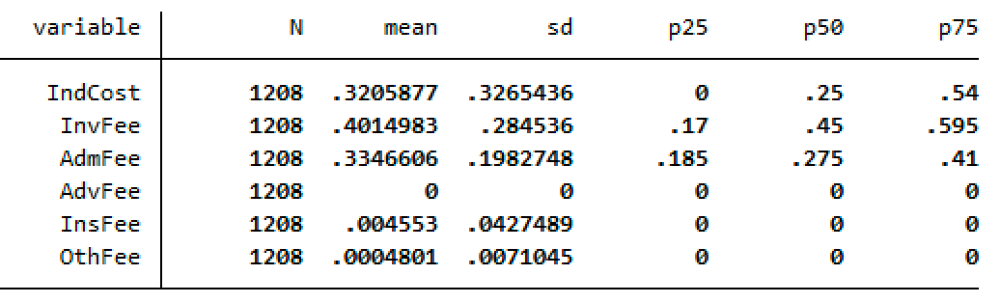 variable N mean sd p25 p50 p75
IndCost 1208 .3205877 .3265436 0 .25 .54
InvFee 1208 .4014983 .284536 .17 .45 .595
AdmFee 1208 .3346606 .1982748 .185 .275 .41
AdvFee 1208 0 0 0 0 0
InsFee 1208 .004553 .0427489 0 0 0
OthFee 1208 .0004801 .0071045 0 0 0